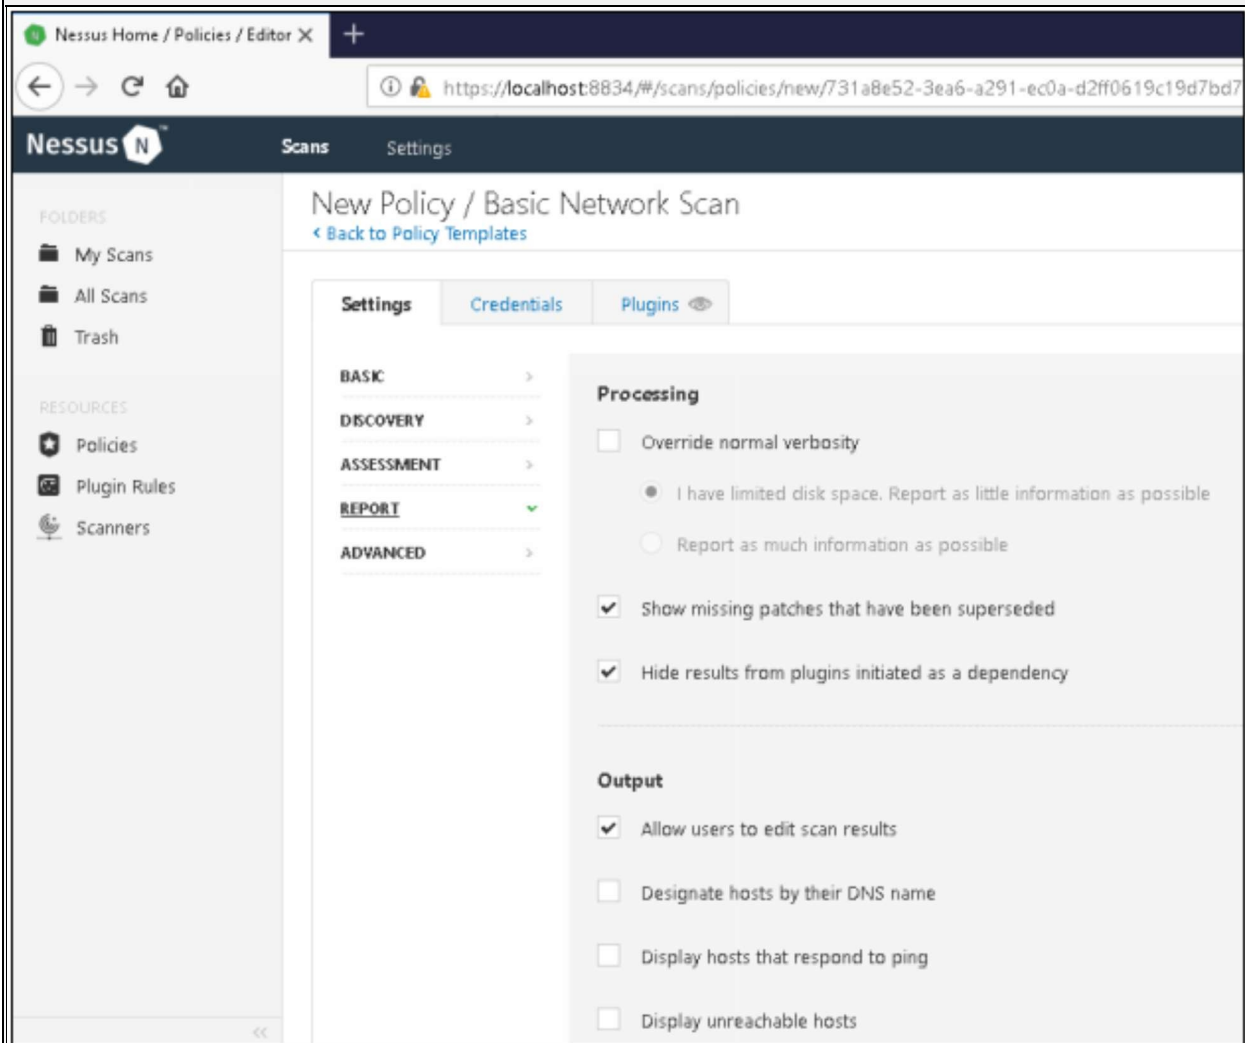 Nessus Home / Policies / Editor
https://localhost:8834/#/scans/policies/new/731a8e52-3ea6-a291-ec0a-d2ff0619c19d7bd7
Nessus N ™
Scans Settings
FOLDERS
My Scans
All Scans
Trash
RESOURCES
Policies
Plugin Rules
Scanners
New Policy / Basic Network Scan
< Back to Policy Templates
Settings Credentials Plugins
BASIC
DISCOVERY
ASSESSMENT
REPORT
ADVANCED
Processing
Override normal verbosity
I have limited disk space. Report as little information as possible
Report as much information as possible
Show missing patches that have been superseded
Hide results from plugins initiated as a dependency
Output
Allow users to edit scan results
Designate hosts by their DNS name
Display hosts that respond to ping
Display unreachable hosts